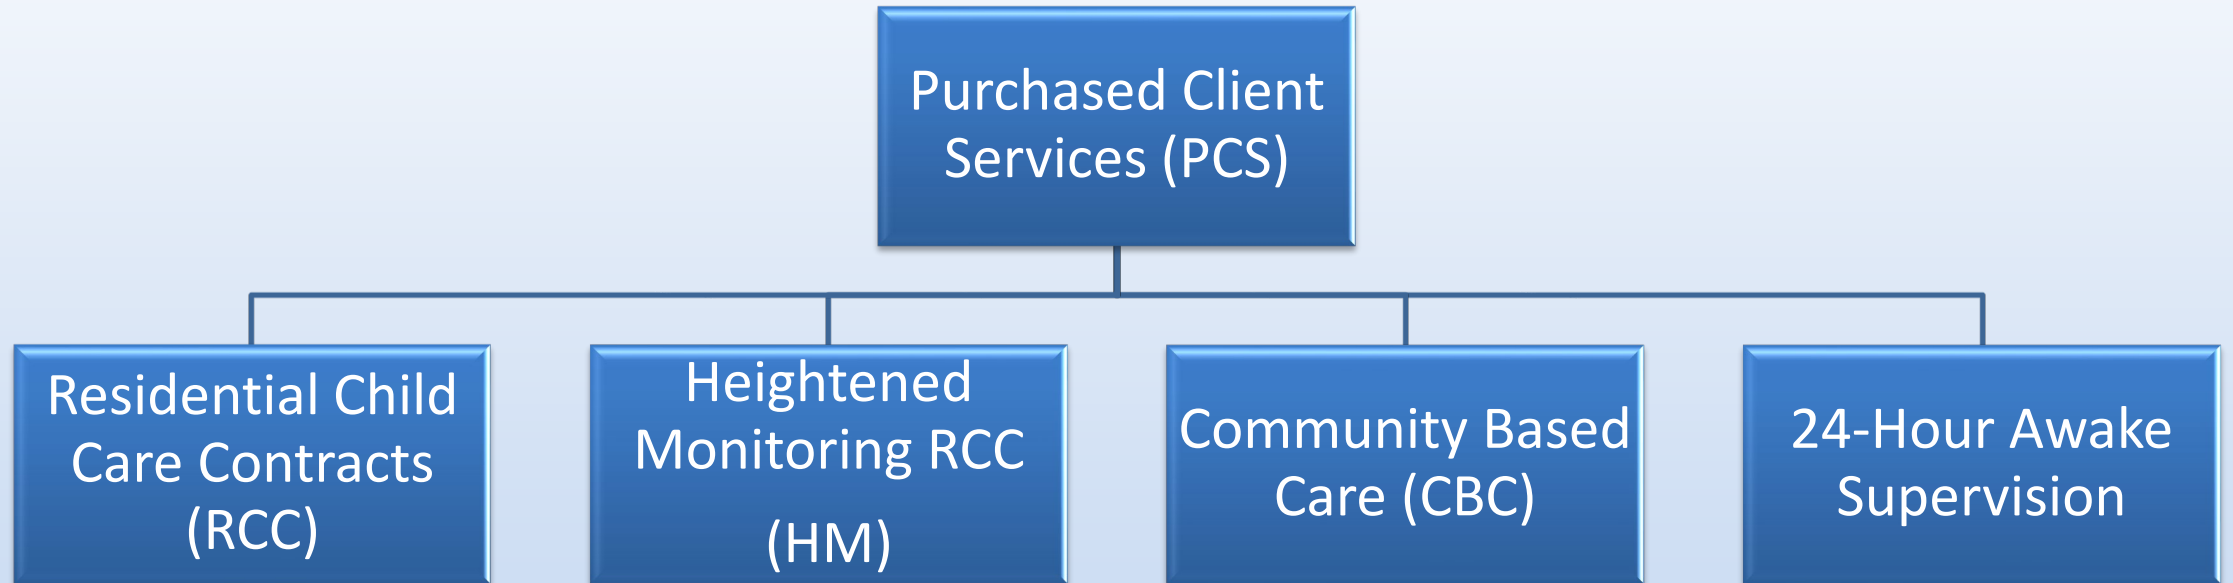 Purchased Client
Services (PCS)
Residential Child
Care Contracts
(RCC)
Heightened
Monitoring RCC
(HM)
Community Based
Care (CBC)
24-Hour Awake
Supervision